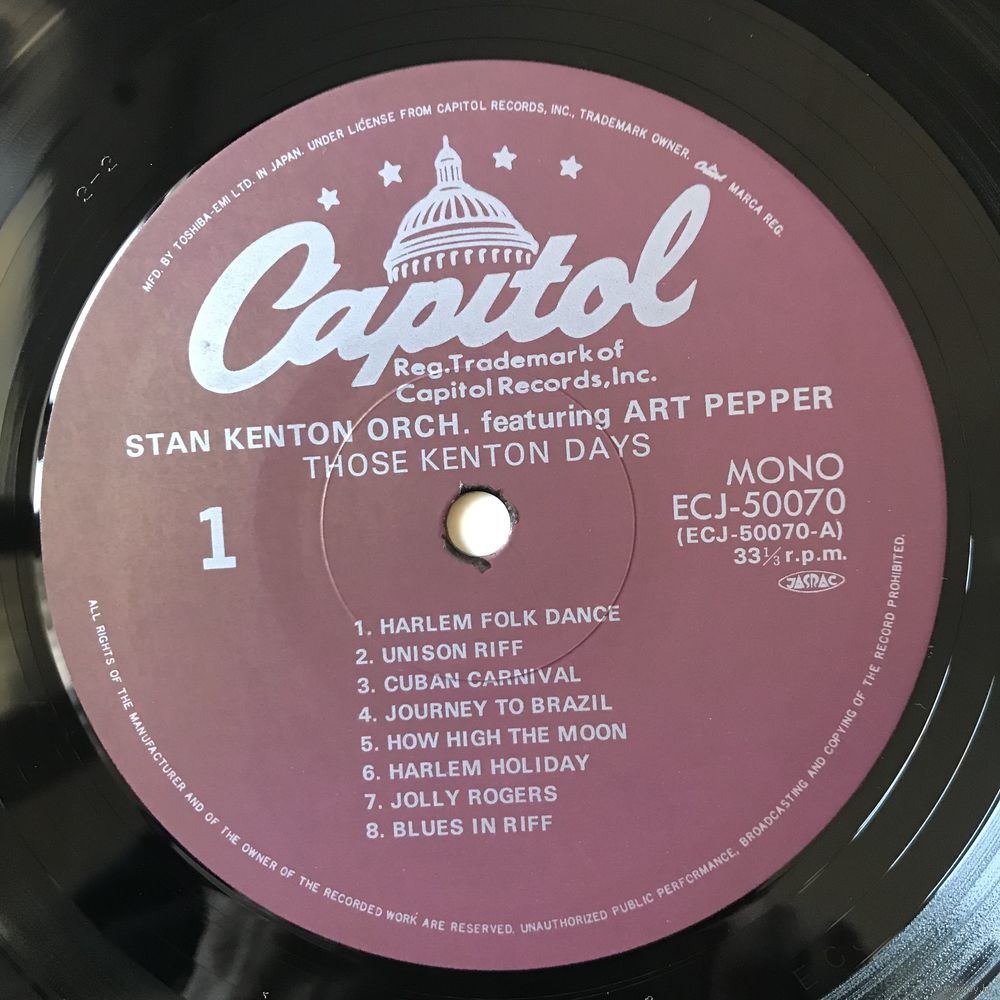 MFD. BY TOSHIBA-EMI LTD. IN JAPAN. UNDER LICENSE FROM CAPITOL RECORDS, INC., TRADEMARK OWNER. Capitol MARCA REG.
Capitol
Reg.Trademark of
Capitol Records,Inc.
STAN KENTON ORCH. featuring ART PEPPER
THOSE KENTON DAYS
MONO
ECJ-50070
(ECJ-50070-A)
33⅓ r.p.m.
JASRAC
1
1. HARLEM FOLK DANCE
2. UNISON RIFF
3. CUBAN CARNIVAL
4. JOURNEY TO BRAZIL
5. HOW HIGH THE MOON
6. HARLEM HOLIDAY
7. JOLLY ROGERS
8. BLUES IN RIFF
ALL RIGHTS OF THE MANUFACTURER AND OF THE OWNER OF THE RECORDED WORK ARE RESERVED. UNAUTHORIZED PUBLIC PERFORMANCE, BROADCASTING AND COPYING OF THE RECORD PROHIBITED.
2-2